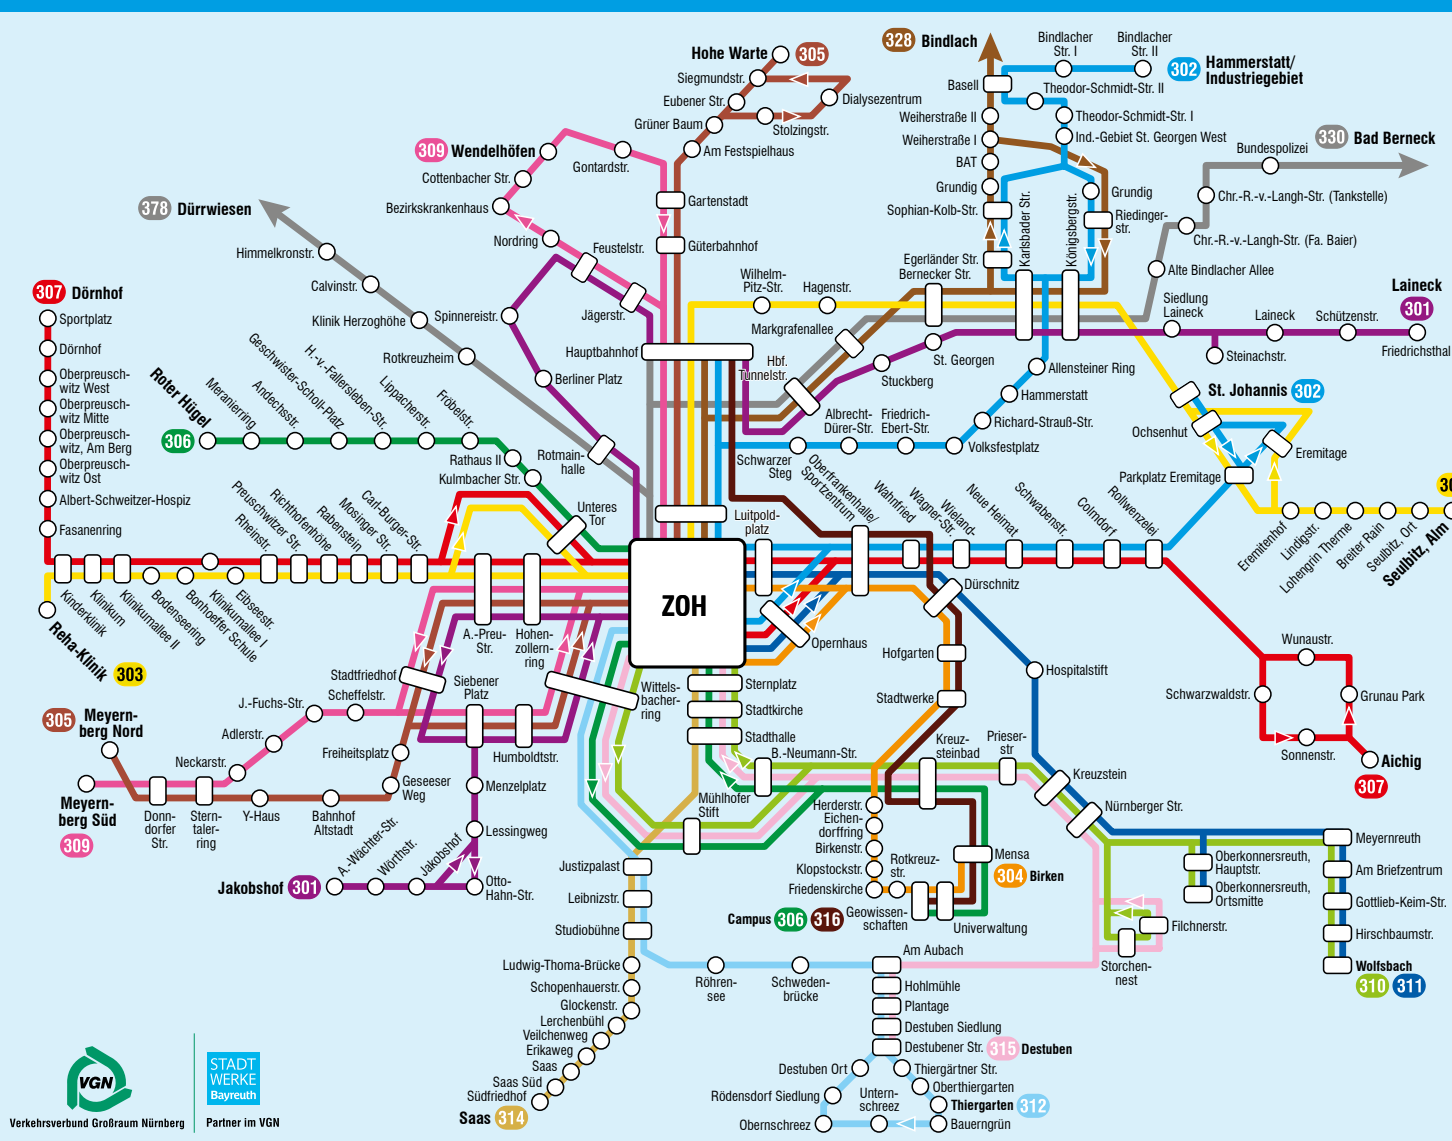 Hohe Warte 305
Siegmundstr.
Eubener Str.
Dialysezentrum
Grüner Baum
Stolzingstr.
Am Festspielhaus
309 Wendelhöfen
Gontardstr.
Cottenbacher Str.
Bezirkskrankenhaus
Gartenstadt
Nordring
Feustelstr.
Güterbahnhof
Jägerstr.
378 Dürrwiesen
Himmelkronstr.
Calvinstr.
Klinik Herzoghöhe
Spinnereistr.
Rotkreuzheim
Hauptbahnhof
Berliner Platz
Rotmain-
halle
328 Bindlach
Bindlacher
Str. I
Bindlacher
Str. II
302 Hammerstatt/
Industriegebiet
Basell
Theodor-Schmidt-Str. II
Weiherstraße II
Theodor-Schmidt-Str. I
Weiherstraße I
Ind.-Gebiet St. Georgen West
BAT
Grundig
Grundig
Sophian-Kolb-Str.
Karlsbader Str.
Königsbergstr.
Riedinger-
str.
Egerländer Str.
Bernecker Str.
330 Bad Berneck
Bundespolizei
Chr.-R.-v.-Langh-Str. (Tankstelle)
Chr.-R.-v.-Langh-Str. (Fa. Baier)
Alte Bindlacher Allee
Wilhelm-
Pitz-Str.
Hagenstr.
Markgrafenallee
Hbf.
Tunnelstr.
St. Georgen
Stuckberg
Siedlung
Laineck
Laineck
Schützenstr.
Laineck
301
Friedrichsthal
Steinachstr.
Allensteiner Ring
Hammerstatt
Richard-Strauß-Str.
Volksfestplatz
Albrecht-
Dürer-Str.
Friedrich-
Ebert-Str.
Schwarzer
Steg
St. Johannis 302
Ochsenhut
Eremitage
Parkplatz Eremitage
Eremitenhof
Lindigstr.
Lohengrin Therme
Breiter Rain
Seulbitz, Ort
Seulbitz, Alm
307 Dörnhof
Sportplatz
Dörnhof
Oberpreusch-
witz West
Oberpreusch-
witz Mitte
Oberpreusch-
witz, Am Berg
Oberpreusch-
witz Ost
Albert-Schweitzer-Hospiz
Fasanenring
Roter Hügel
306
Meranierring
Andechsstr.
Geschwister-Scholl-Platz
H.-v.-Fallersleben-Str.
Lippacherstr.
Fröbelstr.
Rathaus II
Kulmbacher Str.
Unteres
Tor
Rheinstr.
Preuschwitzer Str.
Richthoferhöhe
Rabenstein
Mosinger Str.
Carl-Burger-Str.
Kinderklinik
Klinikum
Klinikumallee II
Bodenseering
Bonhoeffer Schule
Klinikumallee I
Elbseestr.
Reha-Klinik
303
Luitpold-
platz
Oberfrankenhalle/
Sportzentrum
Wahnfried
Wagner-Str.
Wieland-
Neue Heimat
Schwabenstr.
Colmdorf
Rollwenzelei
ZOH
A.-Preu-
Str.
Hohen-
zollern-
ring
Opernhaus
Dürschnitz
Hofgarten
Stadtwerke
Hospitalstift
Wunaustr.
Schwarzwaldstr.
Grunau Park
Sonnenstr.
Aichig
307
Stadtfriedhof
Scheffelstr.
Siebener
Platz
J.-Fuchs-Str.
Adlerstr.
Neckarstr.
Freiheitsplatz
Humboldtstr.
Wittels-
bacher-
ring
305 Meyern-
berg Nord
Meyern-
berg Süd
309
Geseeser
Weg
Menzelplatz
Donn-
dorfer
Str.
Stern-
taler-
ring
Y-Haus
Bahnhof
Altstadt
Lessingweg
A.-Wächter-Str.
Wörthstr.
Jakobshof
Jakobshof 301
Otto-
Hahn-Str.
Sternplatz
Stadtkirche
Stadthalle
B.-Neumann-Str.
Kreuz-
steinbad
Prieser-
str
Kreuzstein
Nürnberger Str.
Mühlhofer
Stift
Herderstr.
Eichen-
dorffring
Birkenstr.
Klopstockstr.
Friedenskirche
Rotkreuz-
str.
Mensa
304 Birken
Campus 306 316
Geowissen-
schaften
Univerwaltung
Meyernreuth
Oberkonnersreuth,
Hauptstr.
Oberkonnersreuth,
Ortsmitte
Am Briefzentrum
Gottlieb-Keim-Str.
Hirschbaumstr.
Wolfsbach
310 311
Filchnerstr.
Storchen-
nest
Justizpalast
Leibnizstr.
Studiobühne
Ludwig-Thoma-Brücke
Schopenhauerstr.
Glockenstr.
Lerchenbühl
Veilchenweg
Erikaweg
Saas
Saas Süd
Südfriedhof
Saas 314
Röhren-
see
Schweden-
brücke
Am Aubach
Hohlmühle
Plantage
Destuben Siedlung
Destubener Str. 315 Destuben
Destuben Ort
Thiergärtner Str.
Oberthiergarten
Rödensdorf Siedlung
Untern-
schreez
Thiergarten 312
Obernschreez
Bauerngrün
VGN
Verkehrsverbund Großraum Nürnberg
STADT
WERKE
Bayreuth
Partner im VGN